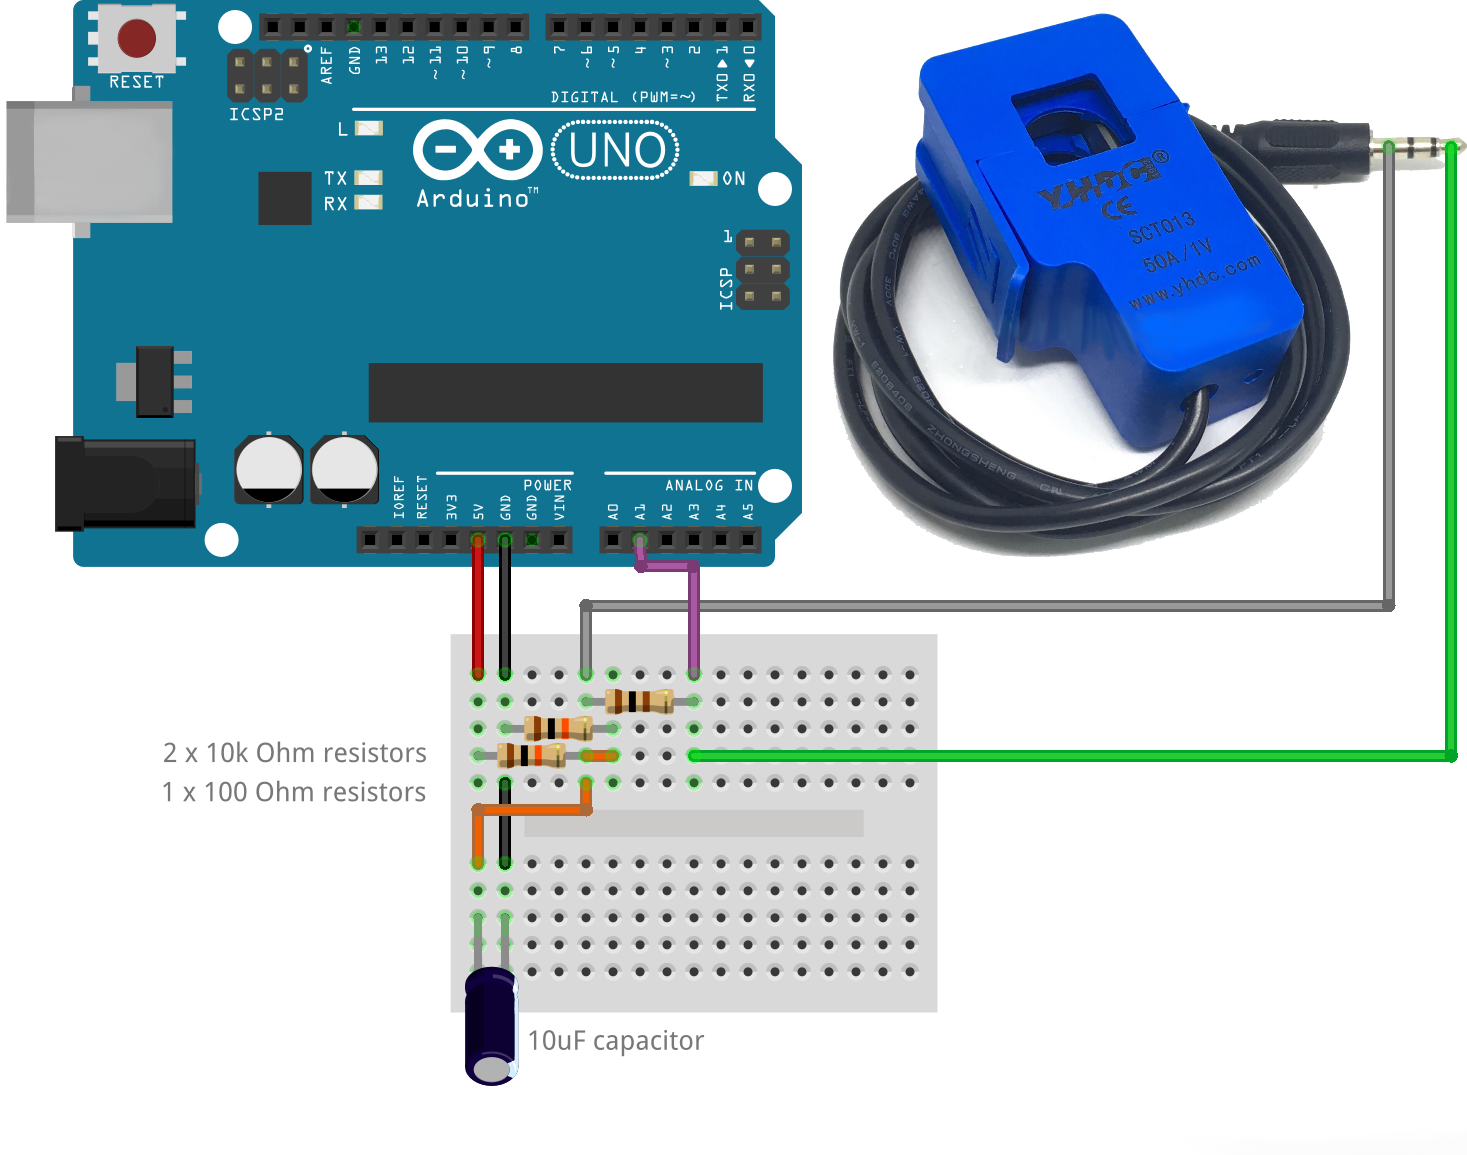 RESET
ICSP2
AREF
GND
13
12
~11
~10
~9
8
7
~6
~5
4
~3
2
TX0▶1
RX0◀0
DIGITAL (PWM=~)
L
TX
RX
UNO
Arduino™
ON
1
ICSP
YHDC®
CE
SCT013
50A/1V
www.yhdc.com
ZHONGSHENG
POWER
ANALOG IN
IOREF
RESET
3V3
5V
GND
GND
VIN
A0
A1
A2
A3
A4
A5
2 x 10k Ohm resistors
1 x 100 Ohm resistors
10uF capacitor